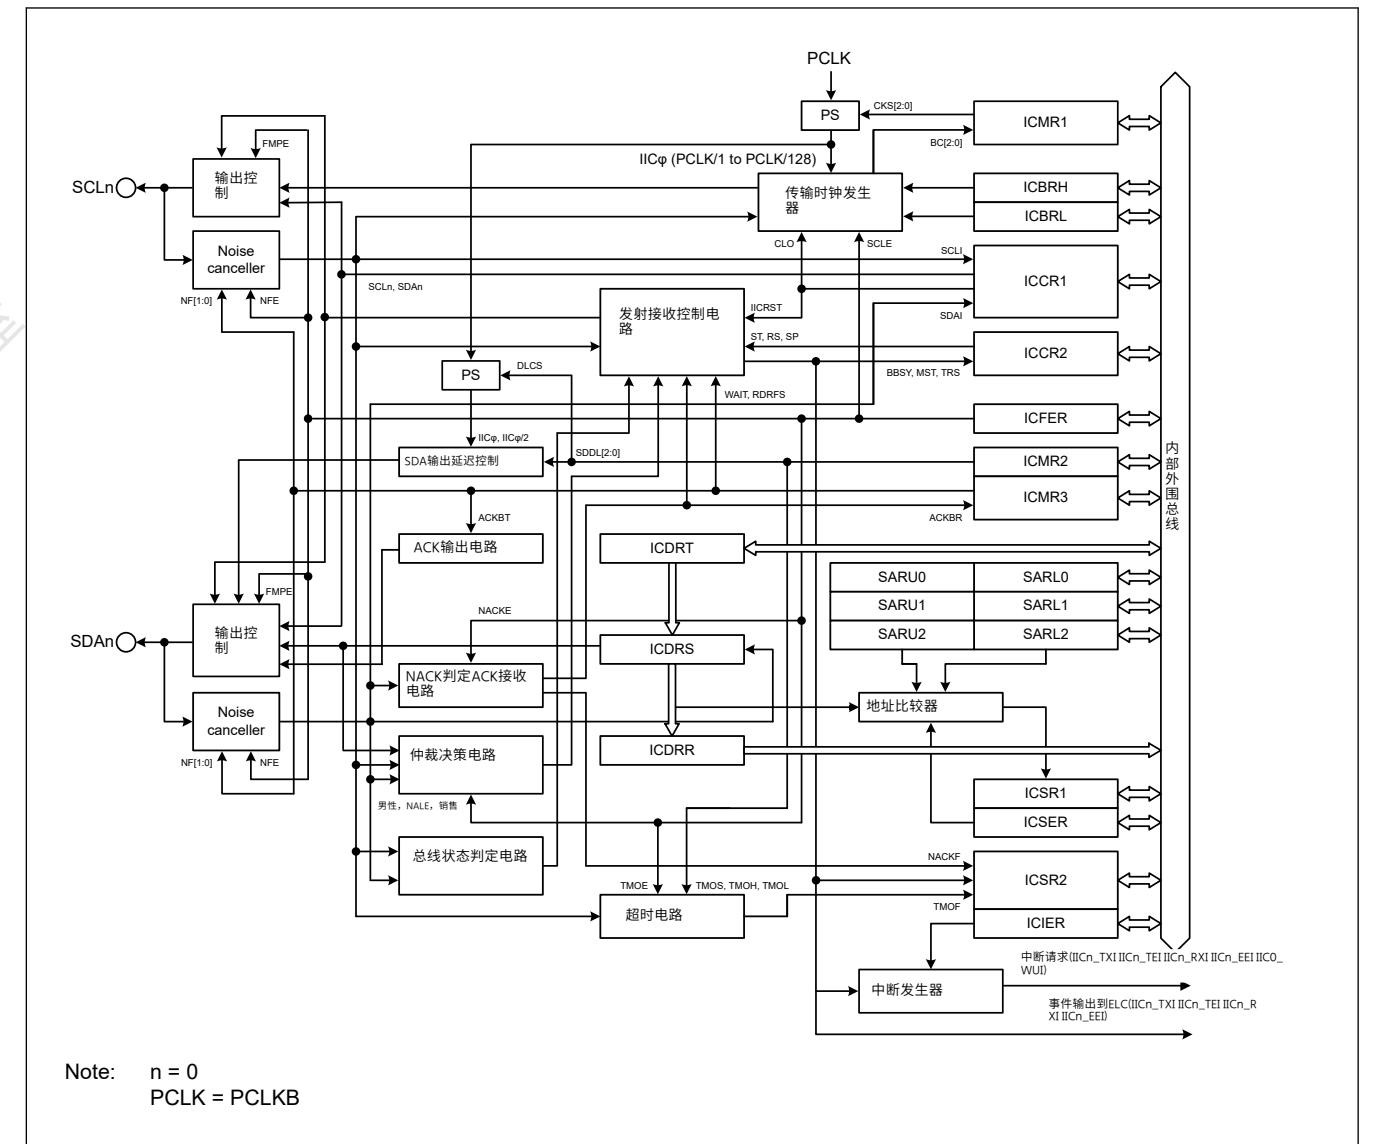 PCLK
PS
CKS[2:0]
ICMR1
BC[2:0]
FMPE
IICφ (PCLK/1 to PCLK/128)
SCLn
输出控
制
传输时钟发生
器
ICBRH
ICBRL
Noise
canceller
CLO
SCLE
SCLI
ICCR1
SCLn, SDAn
NF[1:0]
NFE
发射接收控制电
路
IICRST
SDAI
ST, RS, SP
ICCR2
BBSY, MST, TRS
PS
DLCS
WAIT, RDRFS
ICFER
IICφ, IICφ/2
SDA输出延迟控制
SDDL[2:0]
ICMR2
ICMR3
ACKBR
内部外围总线
ACKBT
ACK输出电路
ICDRT
SARU0
SARL0
SARU1
SARL1
SARU2
SARL2
FMPE
SDAn
输出控
制
NACKE
ICDRS
NACK判定ACK接收
电路
地址比较器
Noise
canceller
NF[1:0]
NFE
仲裁决策电路
ICDRR
男性，NALE，销售
ICSR1
ICSER
总线状态判定电路
NACKF
ICSR2
TMOE
TMOS, TMOH, TMOL
TMOF
超时电路
ICIER
中断请求(IICn_TXI IICn_TEI IICn_RXI IICn_EEI IIC0_
WUI)
中断发生器
事件输出到ELC(IICn_TXI IICn_TEI IICn_R
XI IICn_EEI)
Note: n = 0
PCLK = PCLKB